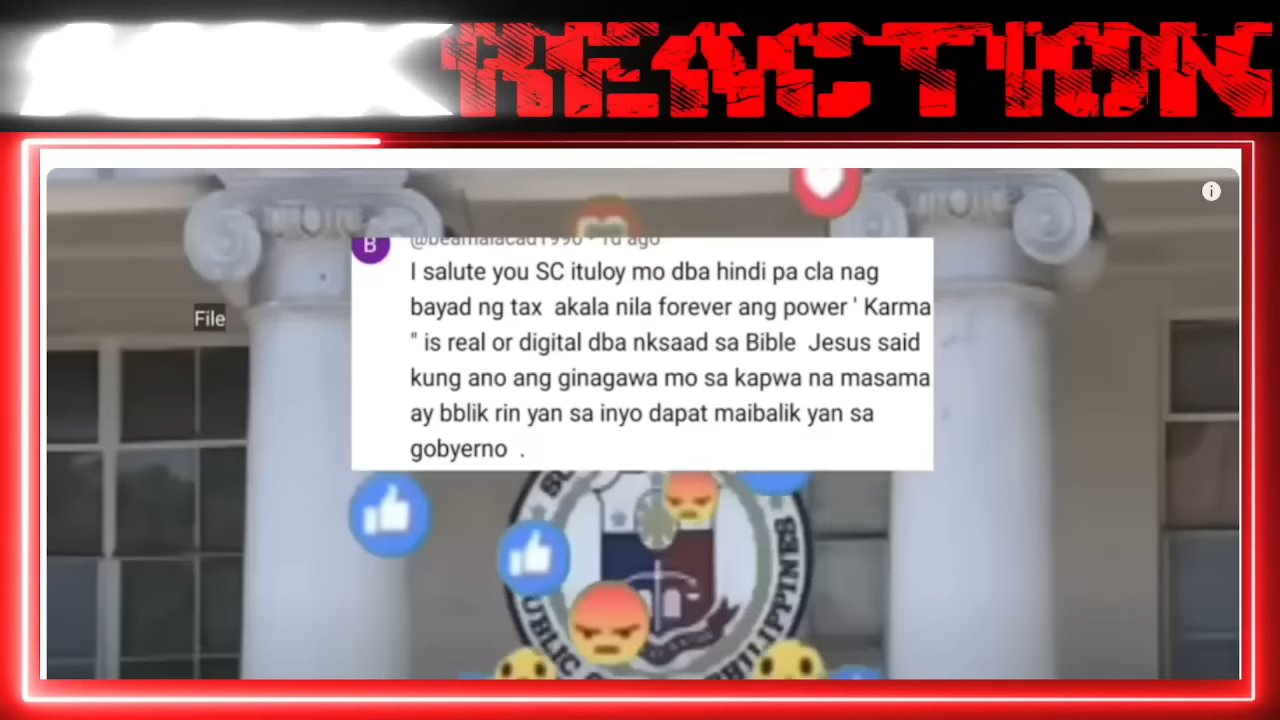 REACTION
B
I salute you SC ituloy mo dba hindi pa cla nag
bayad ng tax akala nila forever ang power ' Karma
" is real or digital dba nksaad sa Bible Jesus said
kung ano ang ginagawa mo sa kapwa na masama
ay bblik rin yan sa inyo dapat maibalik yan sa
gobyerno .
File
PHILIPPINES